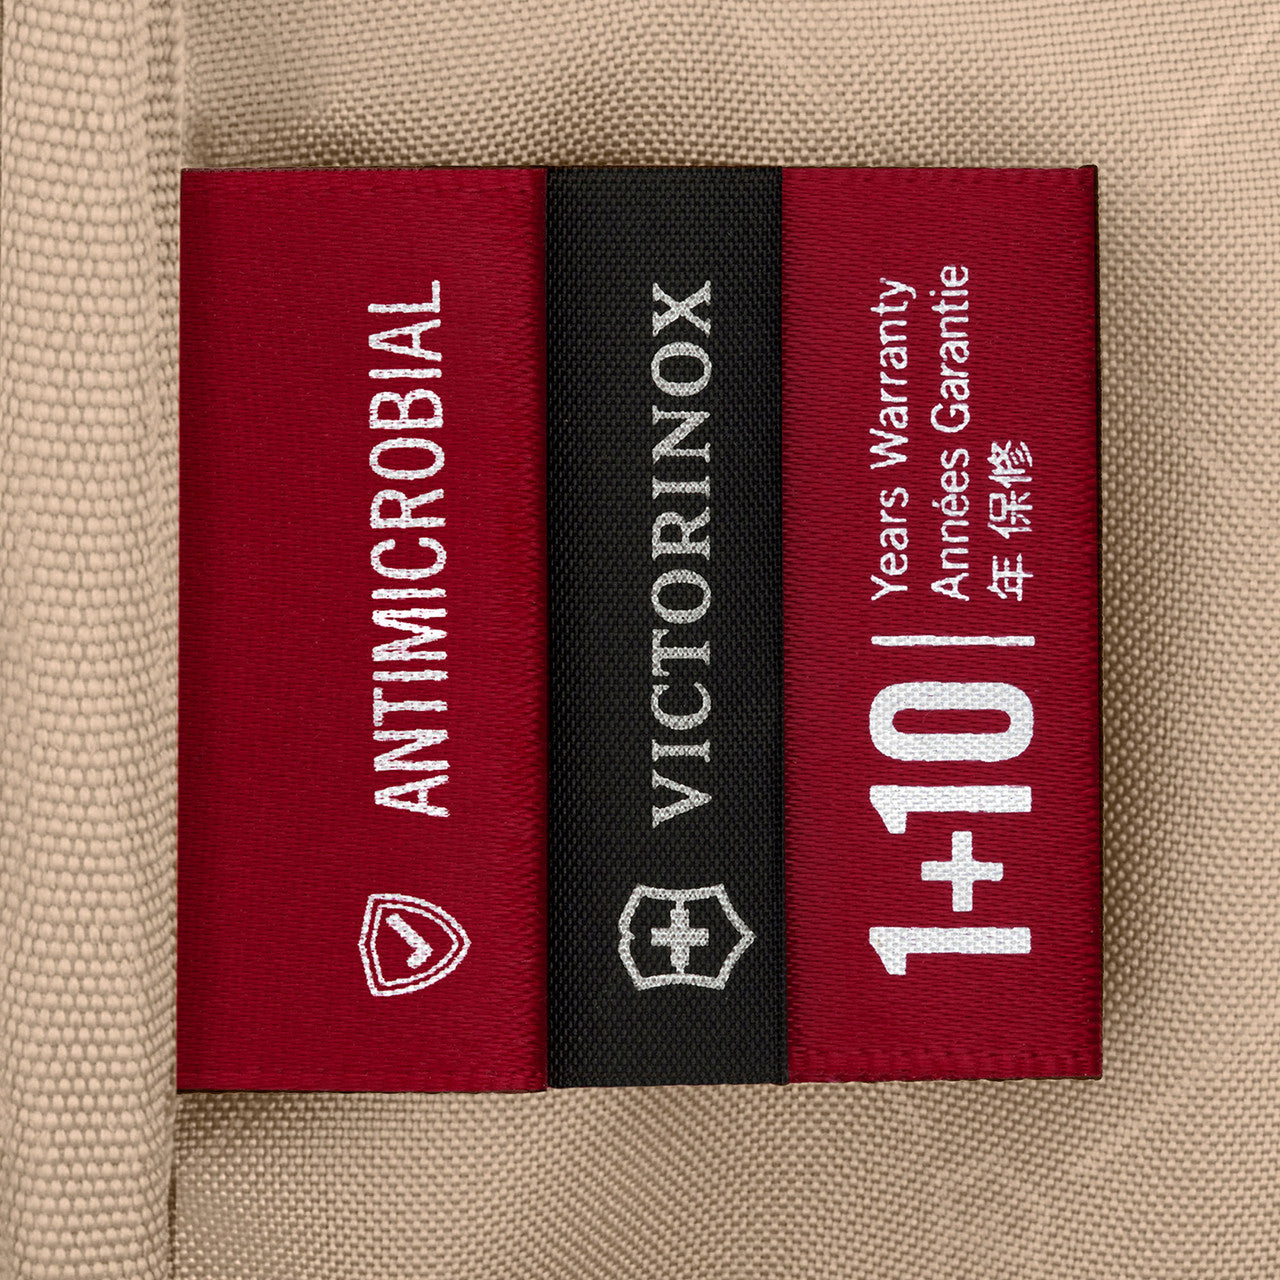 ANTIMICROBIAL
VICTORINOX
1+10
Years Warranty
Années Garantie
年保修